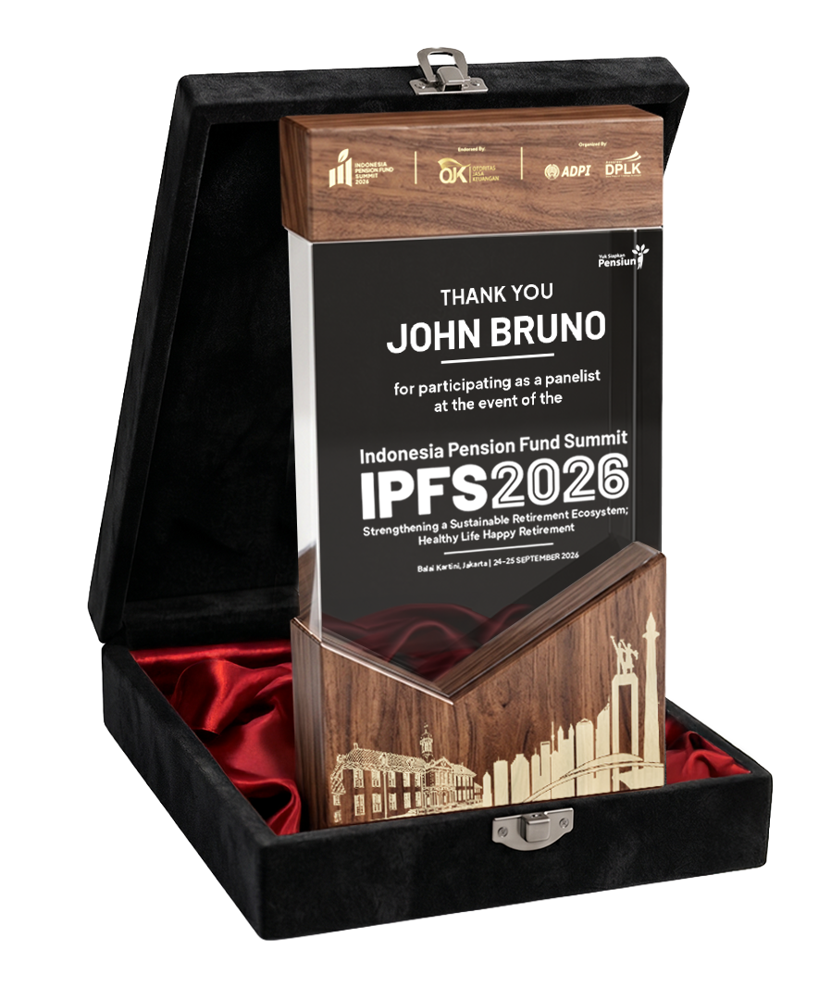 INDONESIA
PENSION FUND
SUMMIT
2026
Endorsed By:
OJK
OTORITAS
JASA
KEUANGAN
Organized By:
ADPI
DPLK
Yuk Siapkan
Pensiun
THANK YOU
JOHN BRUNO
for participating as a panelist
at the event of the
Indonesia Pension Fund Summit
IPFS2026
Strengthening a Sustainable Retirement Ecosystem;
Healthy Life Happy Retirement
Balai Kartini, Jakarta | 24-25 SEPTEMBER 2026